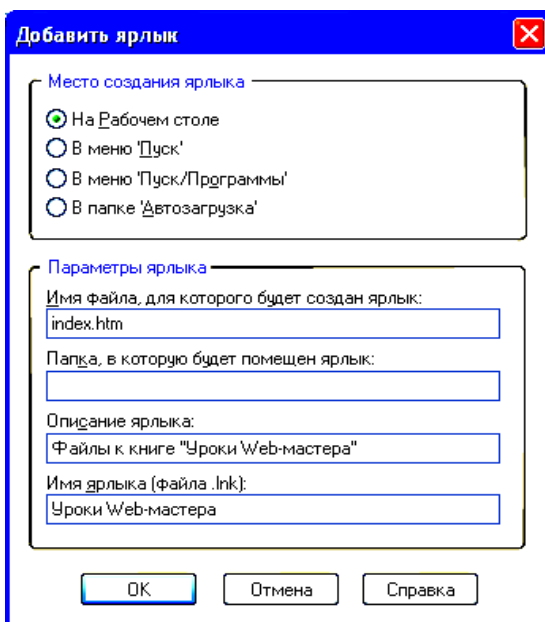 Добавить ярлык
Место создания ярлыка
На Рабочем столе
В меню 'Пуск'
В меню 'Пуск/Программы'
В папке 'Автозагрузка'
Параметры ярлыка
Имя файла, для которого будет создан ярлык:
index.htm
Папка, в которую будет помещен ярлык:
Описание ярлыка:
Файлы к книге "Уроки Web-мастера"
Имя ярлыка (файла .lnk):
Уроки Web-мастера
OK Отмена Справка